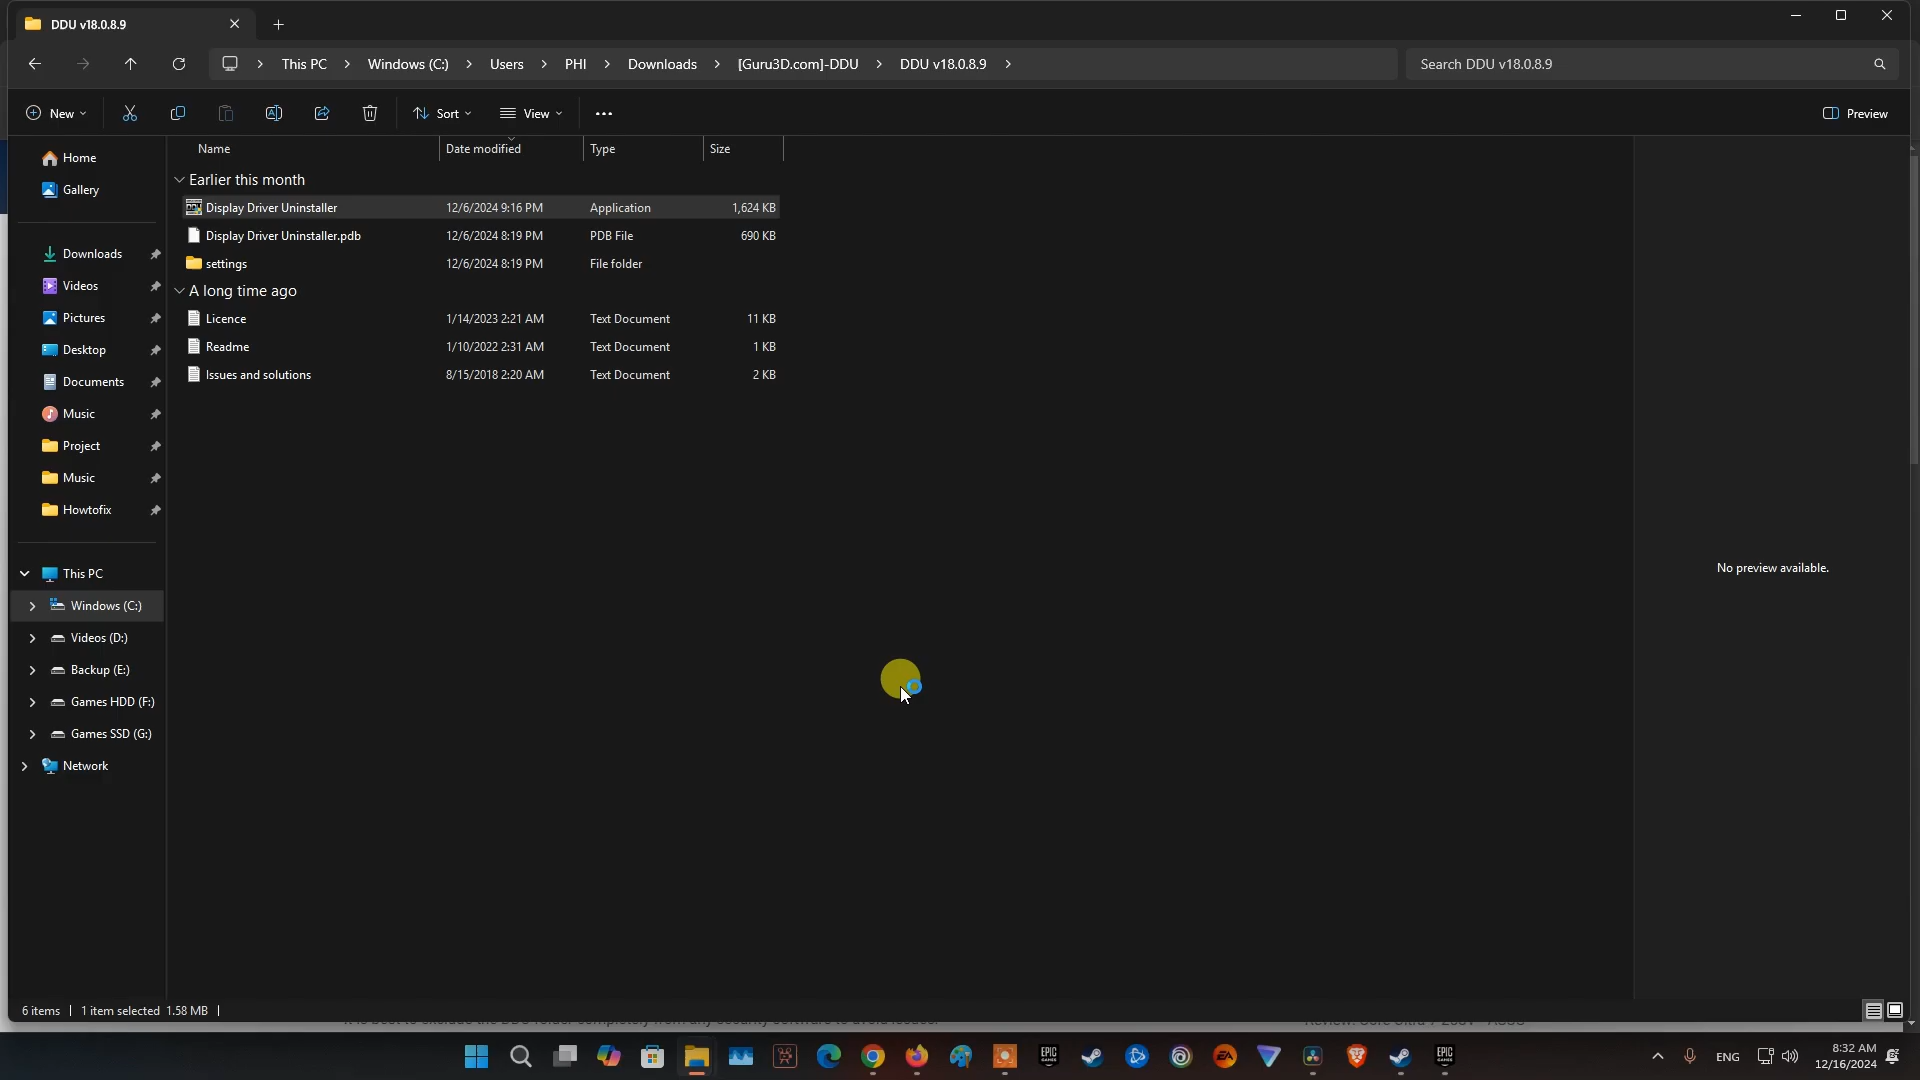 DDU v18.0.8.9
This PC > Windows (C:) > Users > PHI > Downloads > [Guru3D.com]-DDU > DDU v18.0.8.9 >
Search DDU v18.0.8.9
New
Sort
View
Preview
Name Date modified Type Size
Home
Gallery
Downloads
Videos
Pictures
Desktop
Documents
Music
Project
Music
Howtofix
This PC
Windows (C:)
Videos (D:)
Backup (E:)
Games HDD (F:)
Games SSD (G:)
Network
Earlier this month
Display Driver Uninstaller 12/6/2024 9:16 PM Application 1,624 KB
Display Driver Uninstaller.pdb 12/6/2024 8:19 PM PDB File 690 KB
settings 12/6/2024 8:19 PM File folder
A long time ago
Licence 1/14/2023 2:21 AM Text Document 11 KB
Readme 1/10/2022 2:31 AM Text Document 1 KB
Issues and solutions 8/15/2018 2:20 AM Text Document 2 KB
No preview available.
6 items | 1 item selected 1.58 MB |
EPIC GAMES
EA
EPIC GAMES
ENG
8:32 AM
12/16/2024